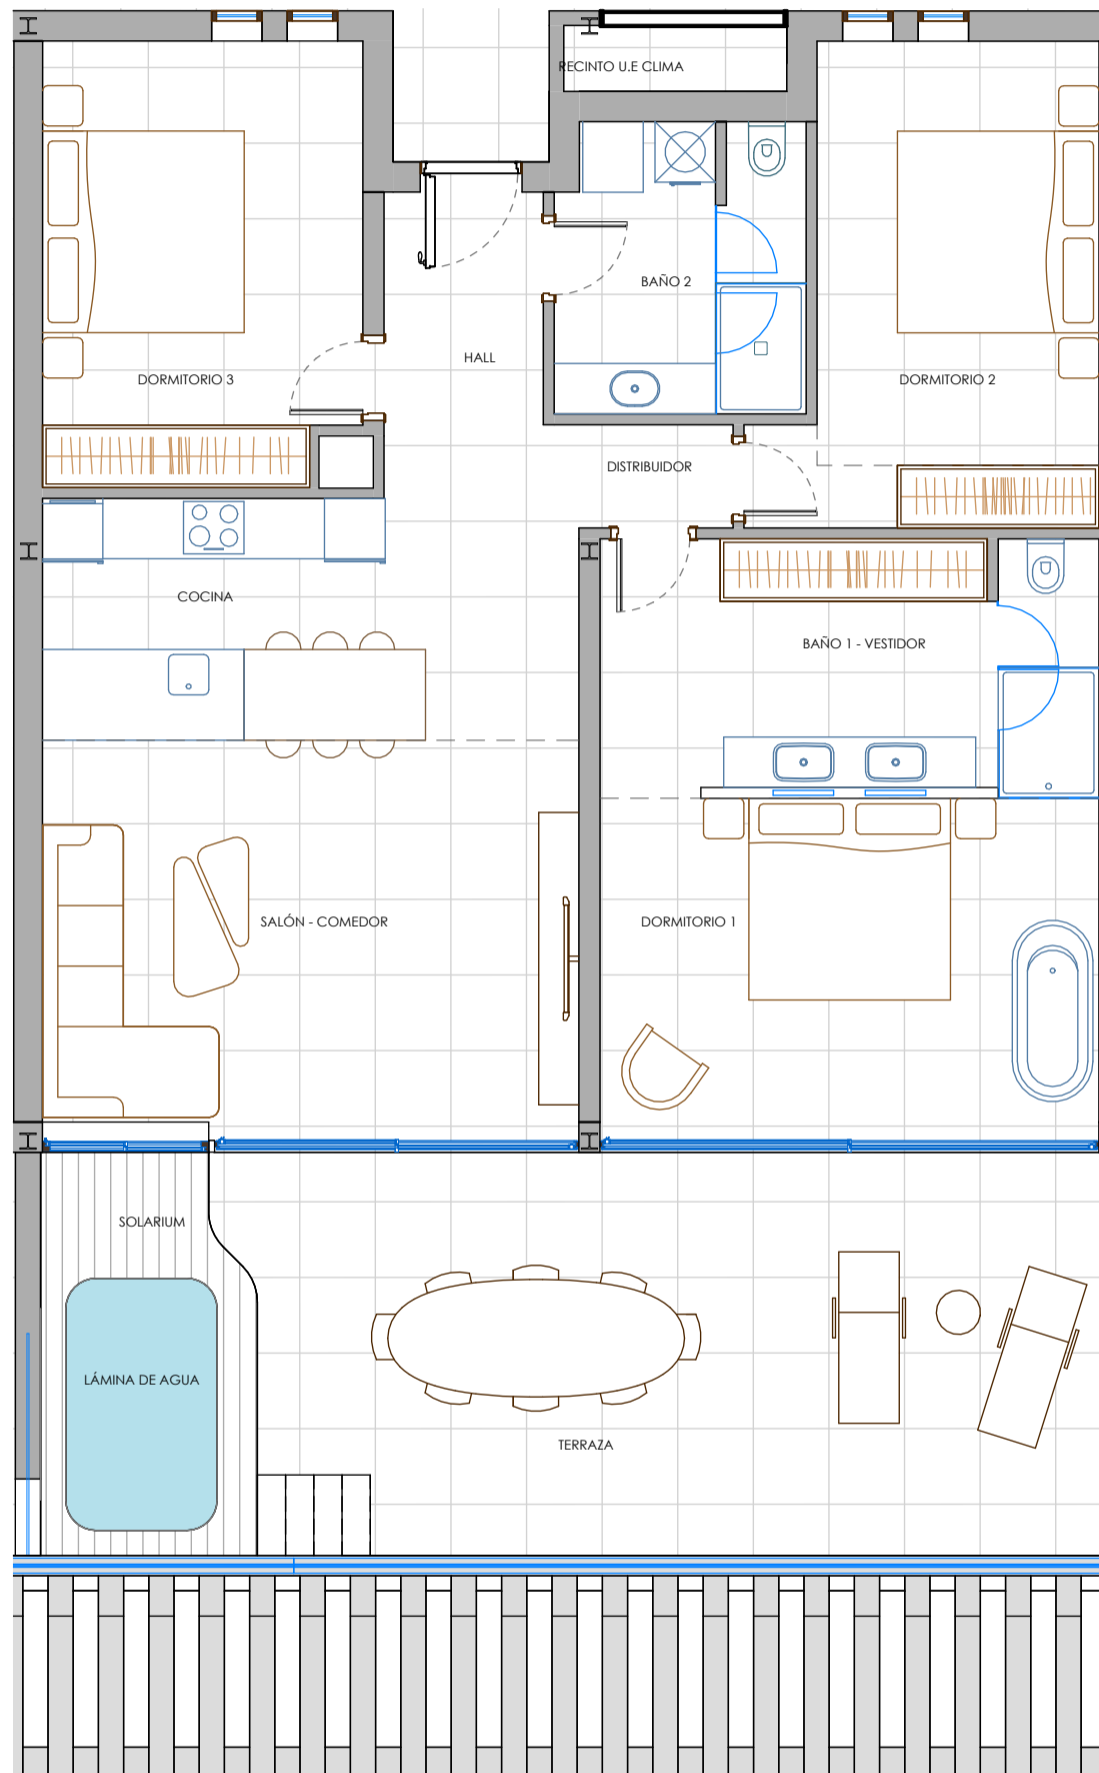 RECINTO U.E CLIMA
BAÑO 2
HALL
DORMITORIO 3
DORMITORIO 2
DISTRIBUIDOR
COCINA
BAÑO 1 - VESTIDOR
SALÓN - COMEDOR
DORMITORIO 1
SOLARIUM
LÁMINA DE AGUA
TERRAZA